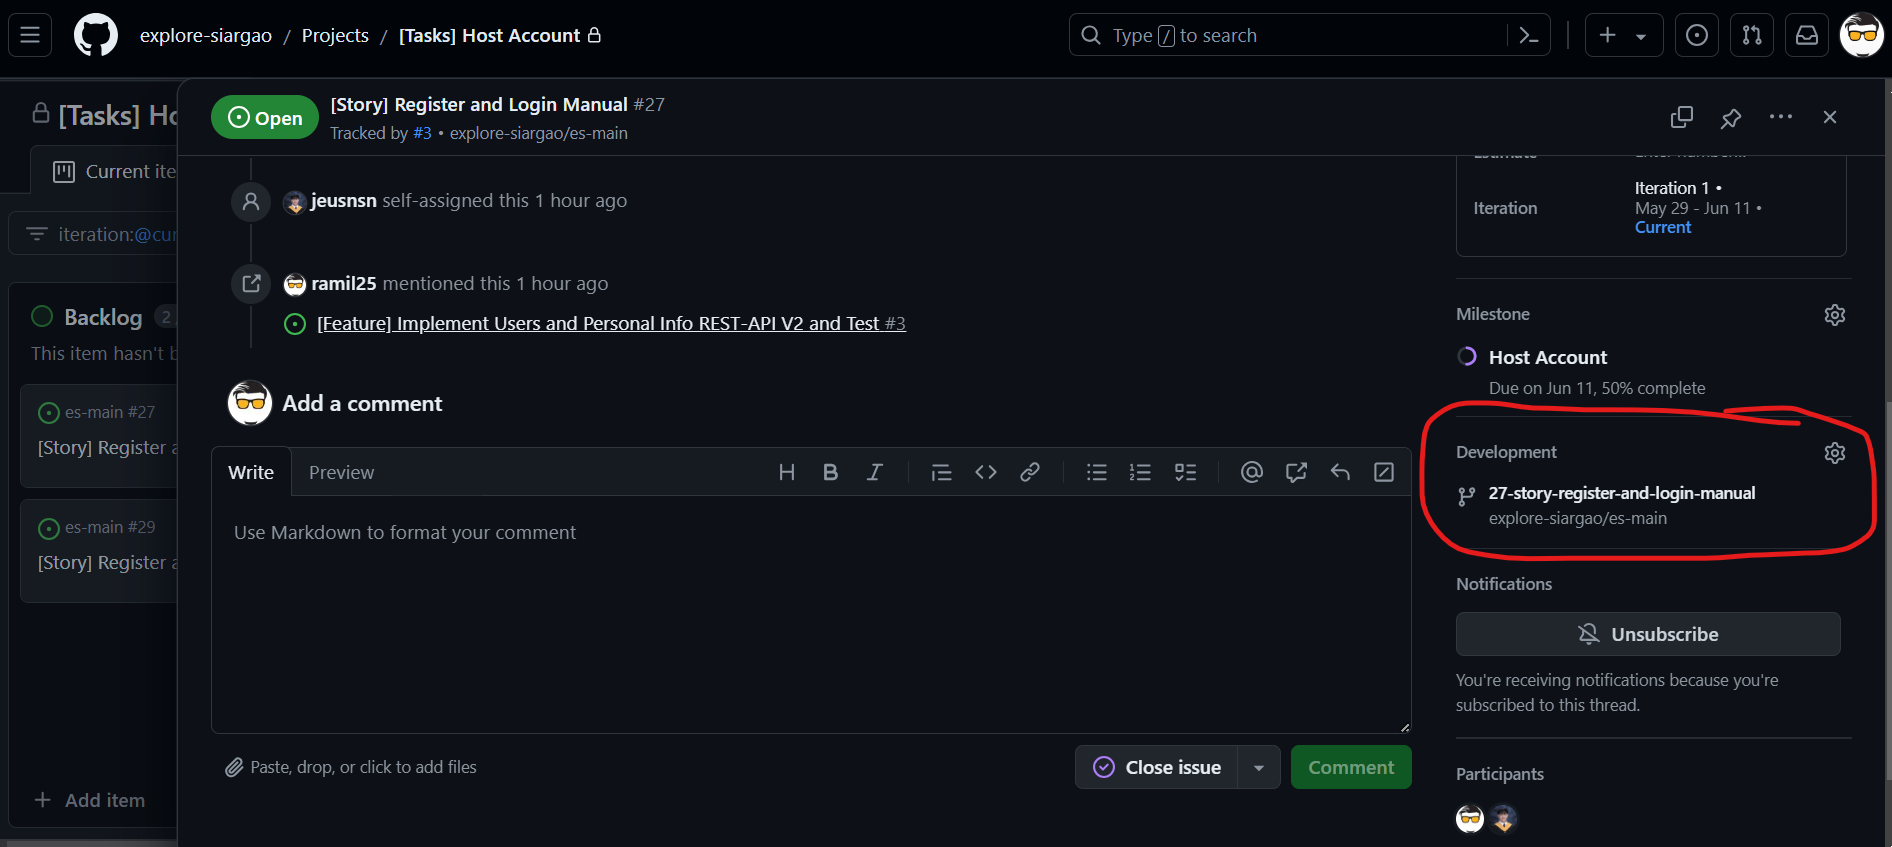 explore-siargao / Projects / [Tasks] Host Account
Type / to search
[Tasks] Ho
Current ite
iteration:@cur
Backlog 2
This item hasn't b
es-main #27
[Story] Register a
es-main #29
[Story] Register a
Add item
Open
[Story] Register and Login Manual #27
Tracked by #3 • explore-siargao/es-main
jeusnsn self-assigned this 1 hour ago
ramil25 mentioned this 1 hour ago
[Feature] Implement Users and Personal Info REST-API V2 and Test #3
Add a comment
Write
Preview
Use Markdown to format your comment
Paste, drop, or click to add files
Close issue
Comment
Iteration
Iteration 1 •
May 29 - Jun 11 •
Current
Milestone
Host Account
Due on Jun 11, 50% complete
Development
27-story-register-and-login-manual
explore-siargao/es-main
Notifications
Unsubscribe
You're receiving notifications because you're
subscribed to this thread.
Participants